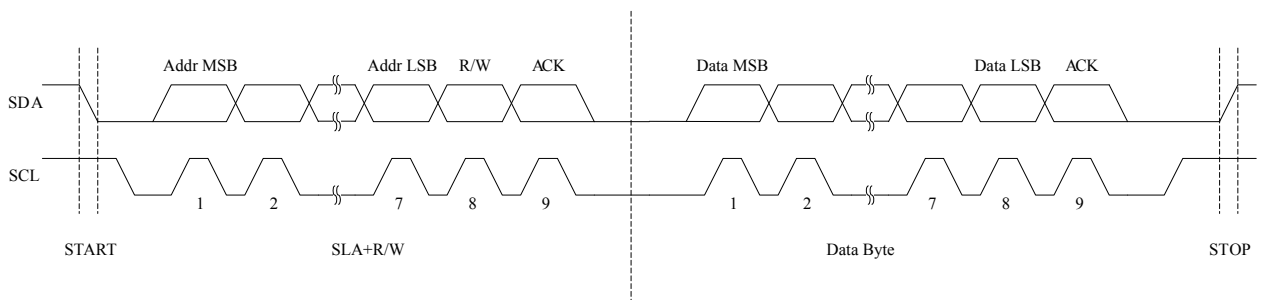 Addr MSB Addr LSB R/W ACK Data MSB Data LSB ACK
SDA
SCL
1 2 7 8 9 1 2 7 8 9
START SLA+R/W Data Byte STOP